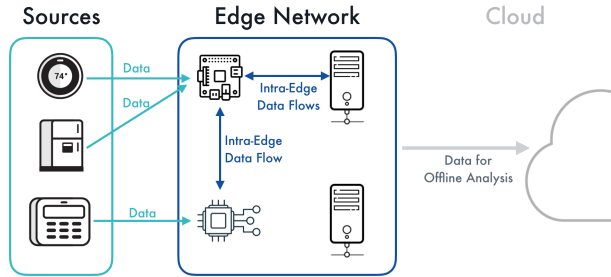 Sources
Edge Network
Cloud
74°
Data
Data
Intra-Edge
Data Flows
Intra-Edge
Data Flow
Data
Data for
Offline Analysis